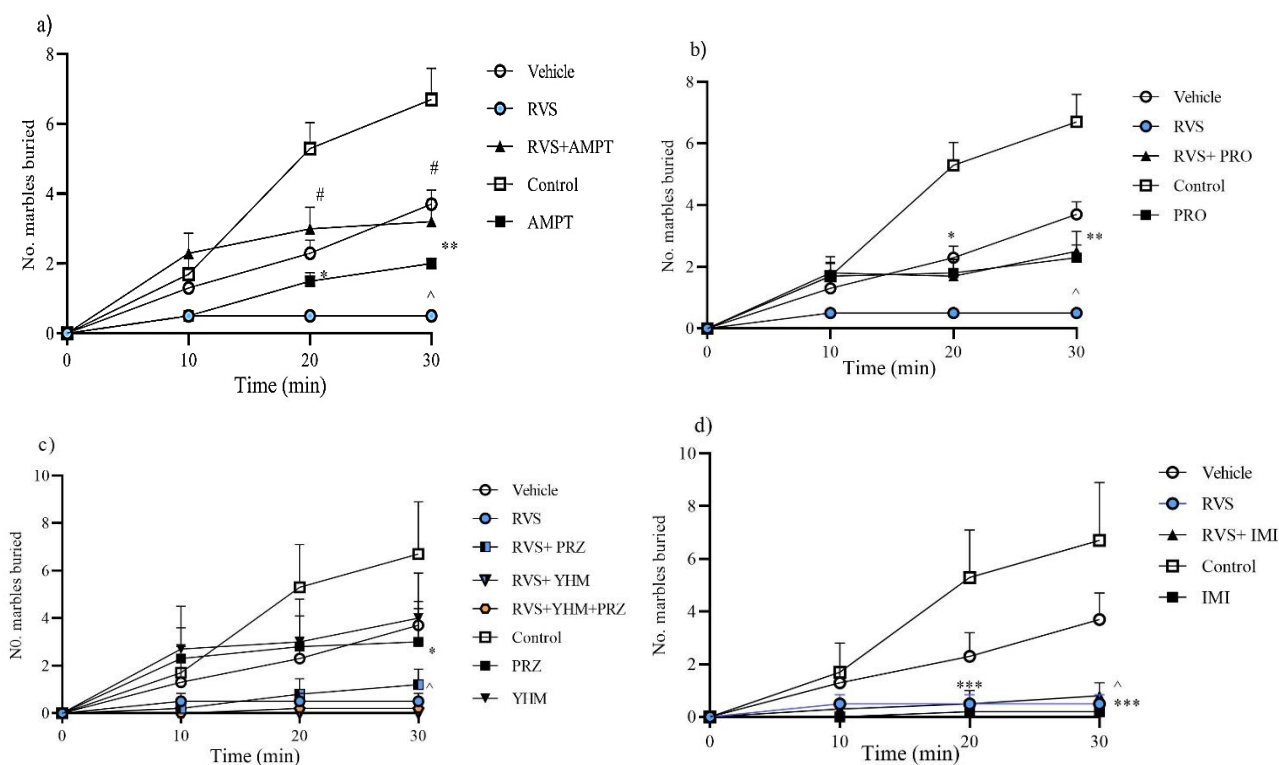 a)
No. marbles buried
8
6
4
2
0
0
10
20
30
Time (min)
#
#
*
**
^
Vehicle
RVS
RVS+AMPT
Control
AMPT
b)
No. marbles buried
8
6
4
2
0
0
10
20
30
Time (min)
*
**
^
Vehicle
RVS
RVS+ PRO
Control
PRO
c)
N0. marbles buried
10
8
6
4
2
0
0
10
20
30
Time (min)
*
^
Vehicle
RVS
RVS+ PRZ
RVS+ YHM
RVS+YHM+PRZ
Control
PRZ
YHM
d)
No. marbles buried
10
8
6
4
2
0
0
10
20
30
Time (min)
***
^
***
Vehicle
RVS
RVS+ IMI
Control
IMI